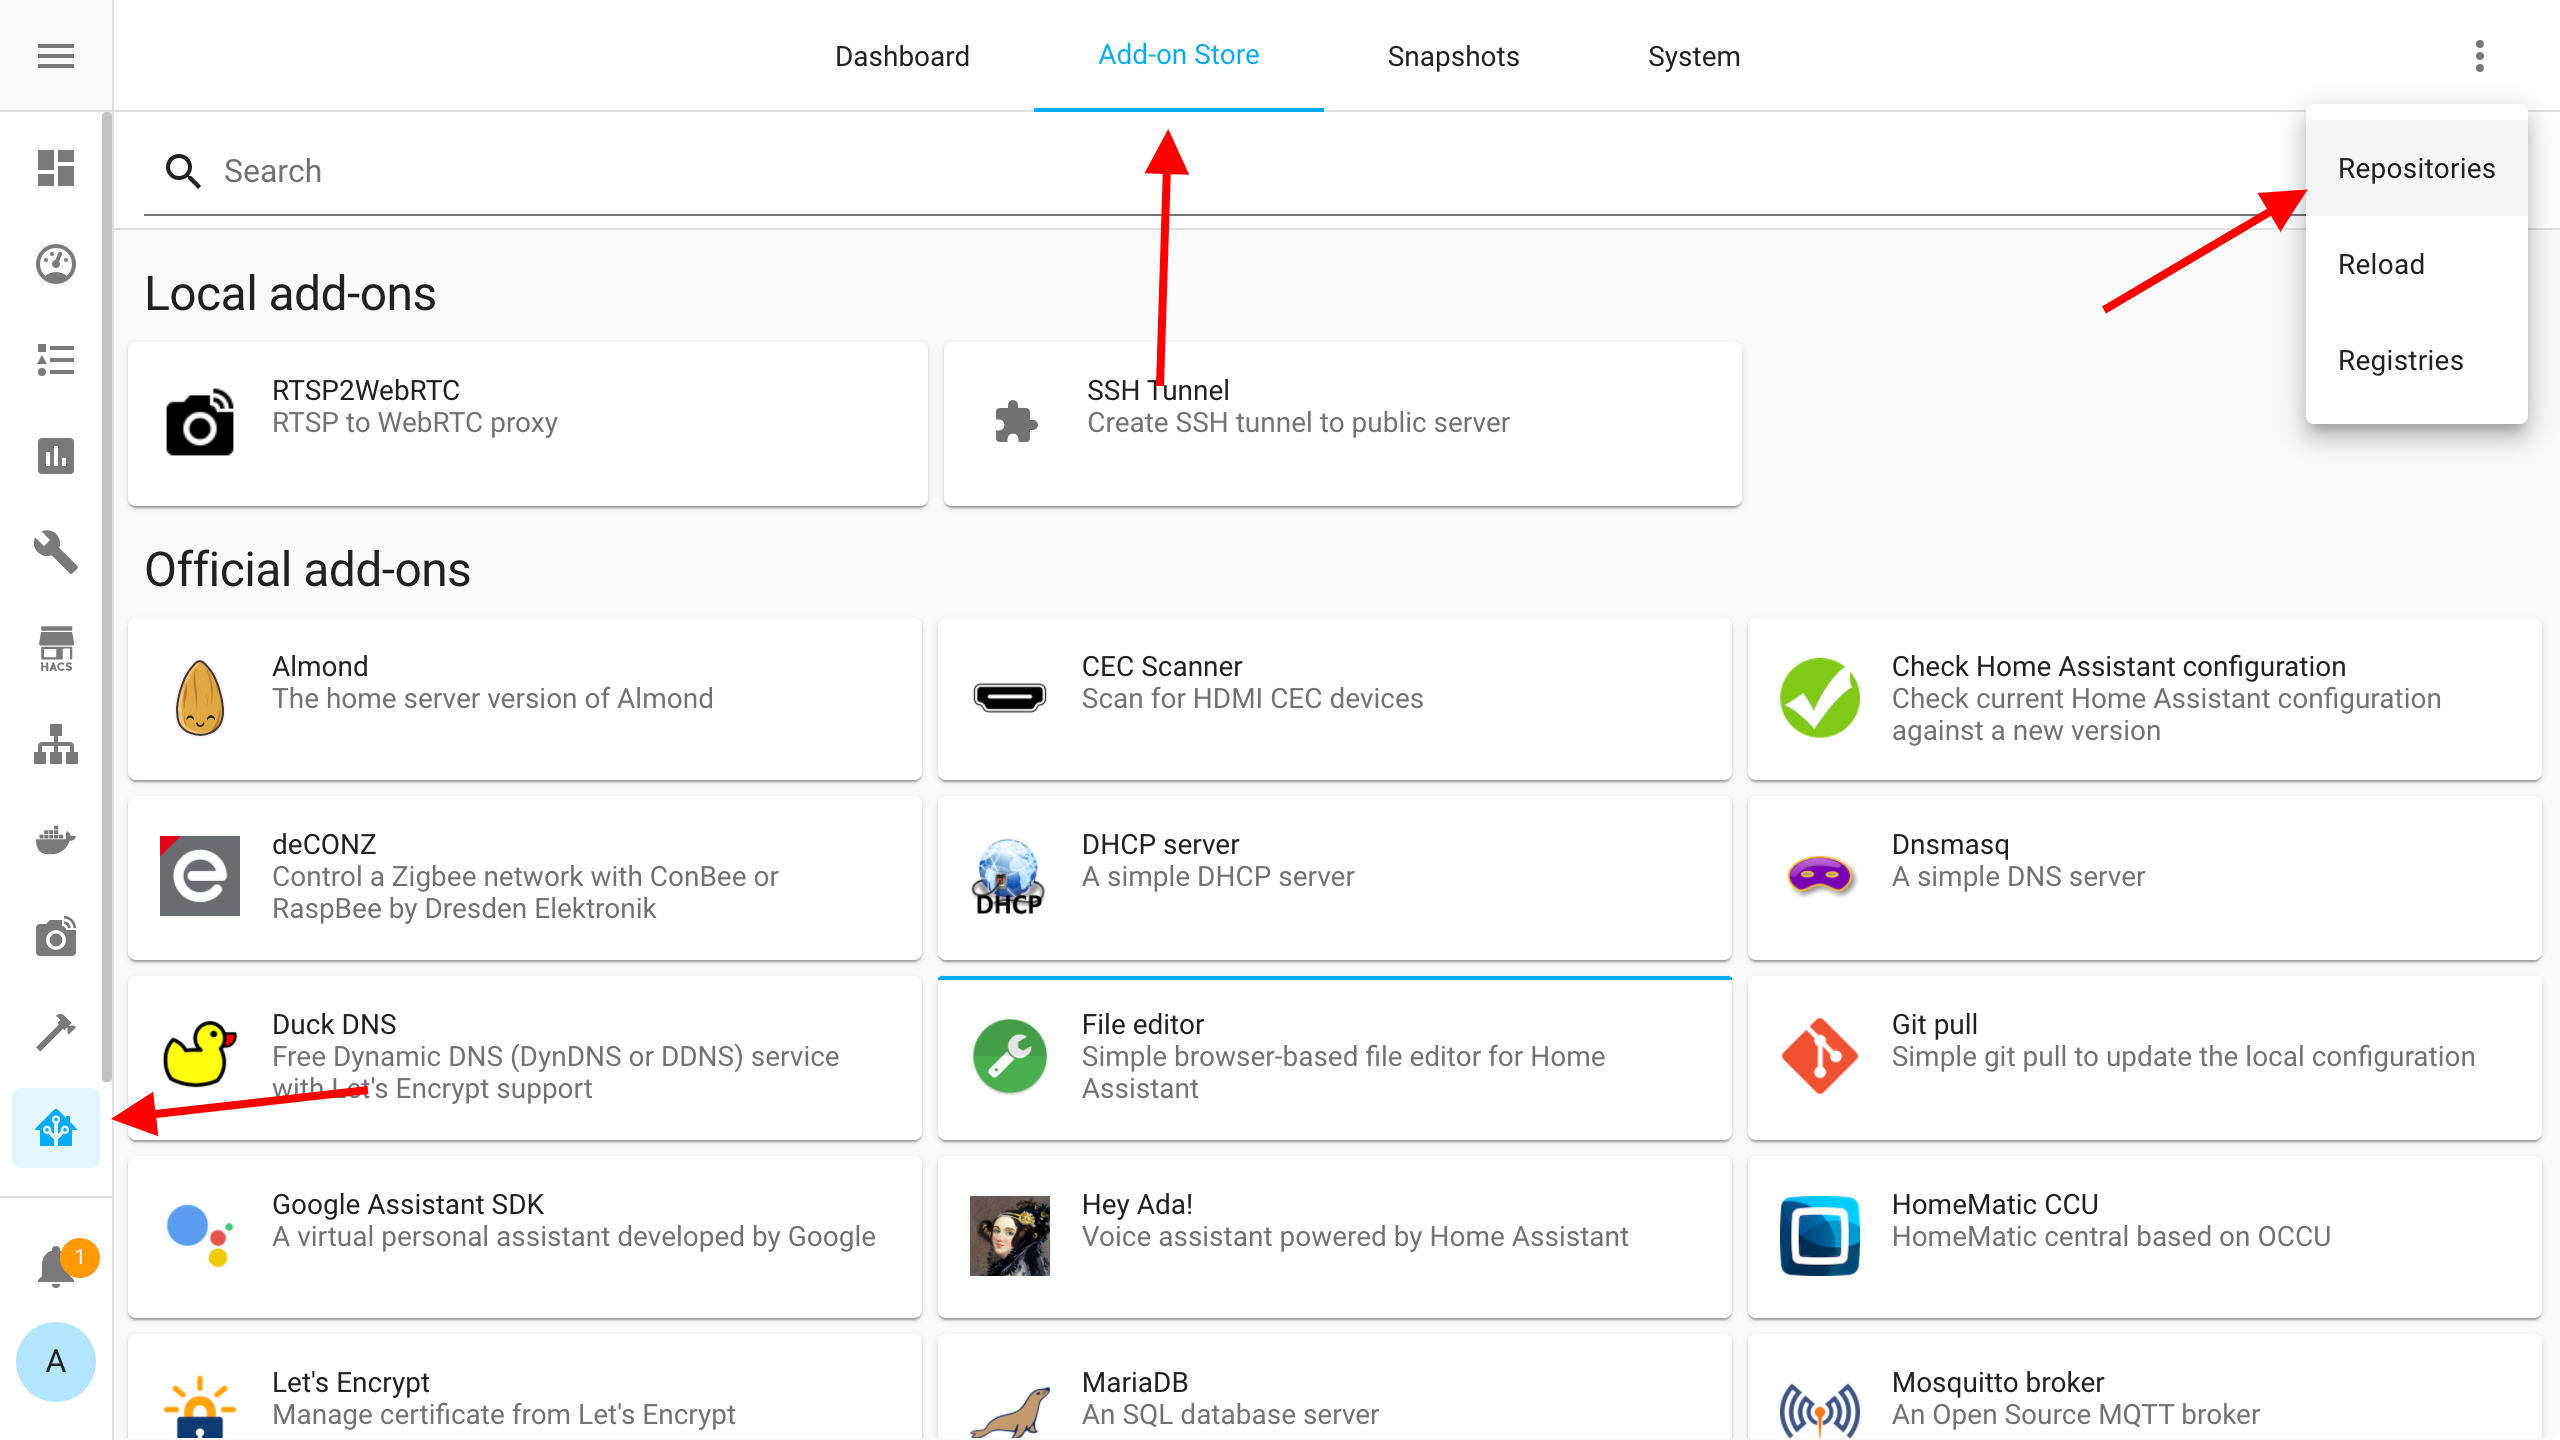 Dashboard
Add-on Store
Snapshots
System
Search
Repositories
Reload
Registries
Local add-ons
RTSP2WebRTC
RTSP to WebRTC proxy
SSH Tunnel
Create SSH tunnel to public server
Official add-ons
Almond
The home server version of Almond
CEC Scanner
Scan for HDMI CEC devices
Check Home Assistant configuration
Check current Home Assistant configuration
against a new version
HACS
deCONZ
Control a Zigbee network with ConBee or
RaspBee by Dresden Elektronik
DHCP
DHCP server
A simple DHCP server
Dnsmasq
A simple DNS server
Duck DNS
Free Dynamic DNS (DynDNS or DDNS) service
with Let's Encrypt support
File editor
Simple browser-based file editor for Home
Assistant
Git pull
Simple git pull to update the local configuration
Google Assistant SDK
A virtual personal assistant developed by Google
Hey Ada!
Voice assistant powered by Home Assistant
HomeMatic CCU
HomeMatic central based on OCCU
1
A
Let's Encrypt
Manage certificate from Let's Encrypt
MariaDB
An SQL database server
Mosquitto broker
An Open Source MQTT broker